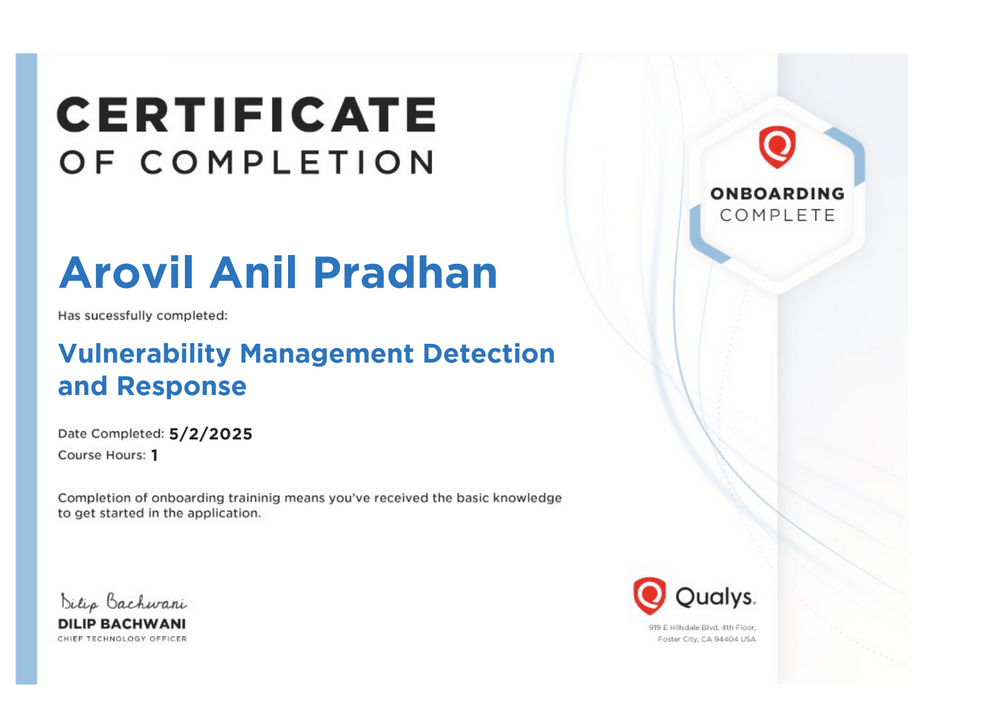 CERTIFICATE
OF COMPLETION
ONBOARDING
COMPLETE
Arovil Anil Pradhan
Has sucessfully completed:
Vulnerability Management Detection
and Response
Date Completed: 5/2/2025
Course Hours: 1
Completion of onboarding traininig means you've received the basic knowledge
to get started in the application.
Dilip Bachwani
DILIP BACHWANI
CHIEF TECHNOLOGY OFFICER
Qualys.
919 E Hillsdale Blvd, 4th Floor,
Foster City, CA 94404 USA